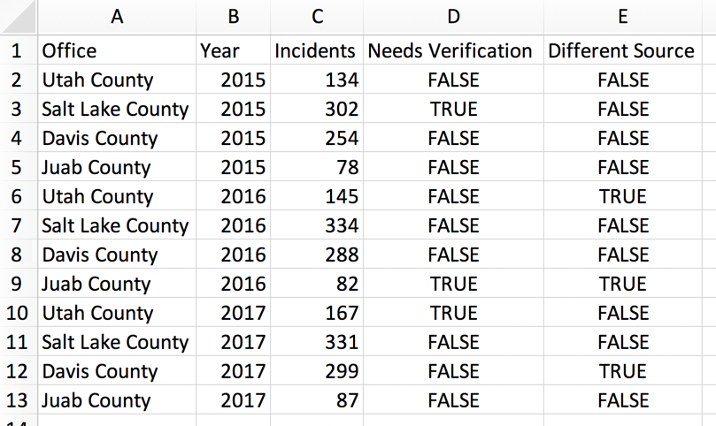 A B C D E
1 Office Year Incidents Needs Verification Different Source
2 Utah County 2015 134 FALSE FALSE
3 Salt Lake County 2015 302 TRUE FALSE
4 Davis County 2015 254 FALSE FALSE
5 Juab County 2015 78 FALSE FALSE
6 Utah County 2016 145 FALSE TRUE
7 Salt Lake County 2016 334 FALSE FALSE
8 Davis County 2016 288 FALSE FALSE
9 Juab County 2016 82 TRUE TRUE
10 Utah County 2017 167 TRUE FALSE
11 Salt Lake County 2017 331 FALSE FALSE
12 Davis County 2017 299 FALSE TRUE
13 Juab County 2017 87 FALSE FALSE